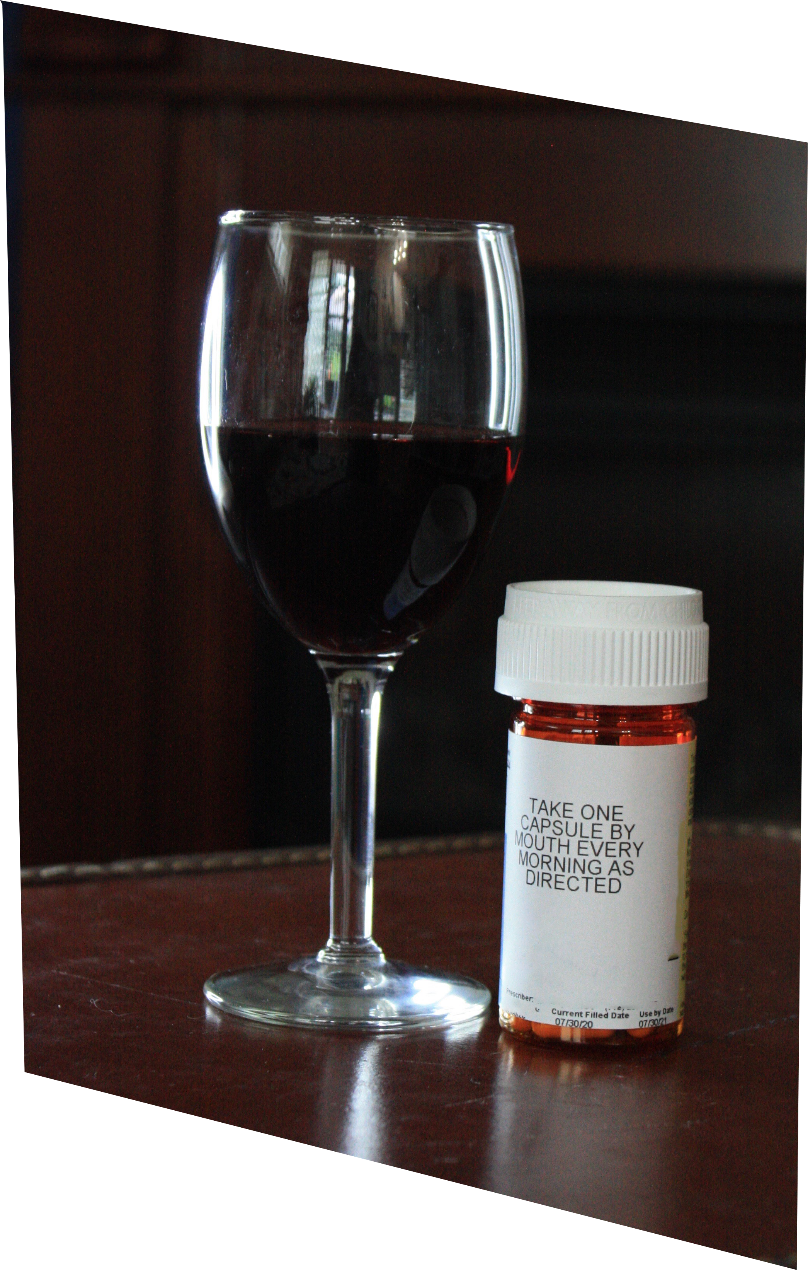 TAKE ONE
CAPSULE BY
MOUTH EVERY
MORNING AS
DIRECTED
Current Filled Date Use by Date
07/30/20 07/30/21